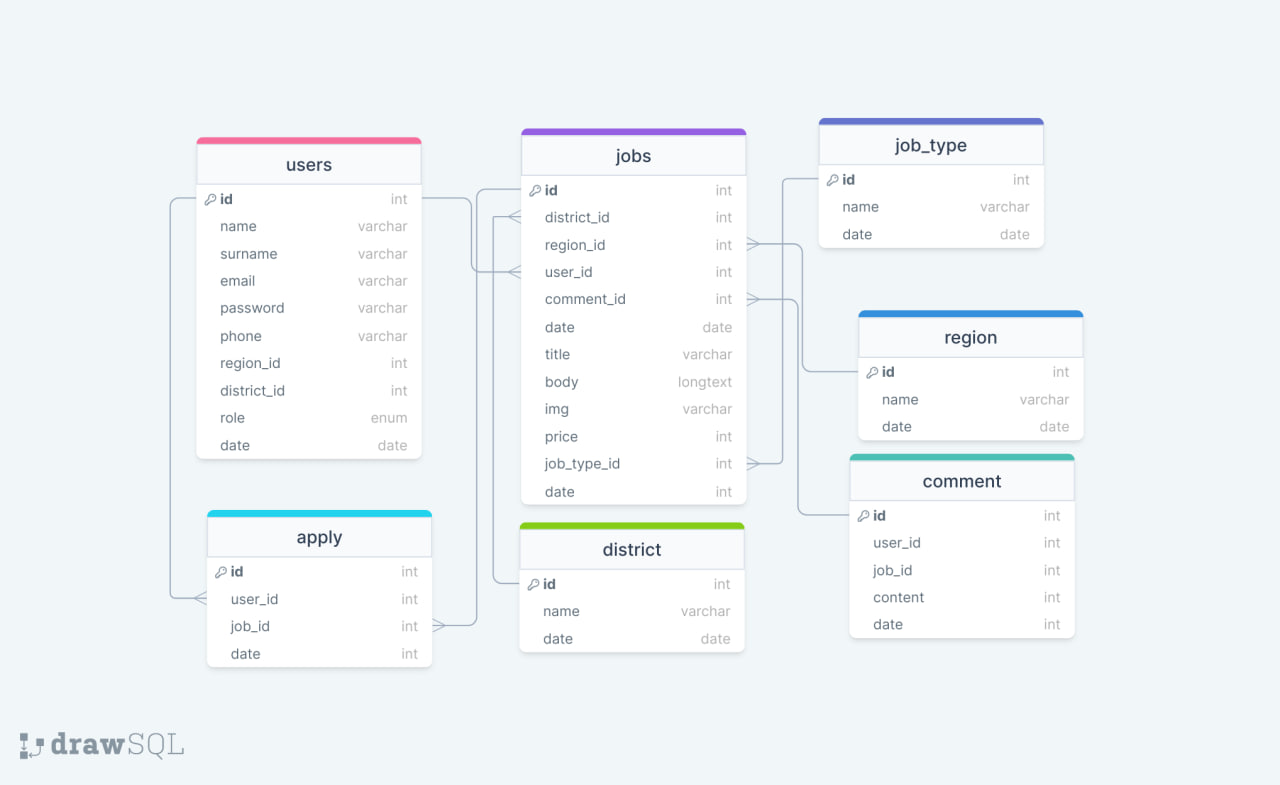 users
id int
name varchar
surname varchar
email varchar
password varchar
phone varchar
region_id int
district_id int
role enum
date date
jobs
id int
district_id int
region_id int
user_id int
comment_id int
date date
title varchar
body longtext
img varchar
price int
job_type_id int
date int
job_type
id int
name varchar
date date
region
id int
name varchar
date date
comment
id int
user_id int
job_id int
content int
date int
apply
id int
user_id int
job_id int
date int
district
id int
name varchar
date date
drawSQL